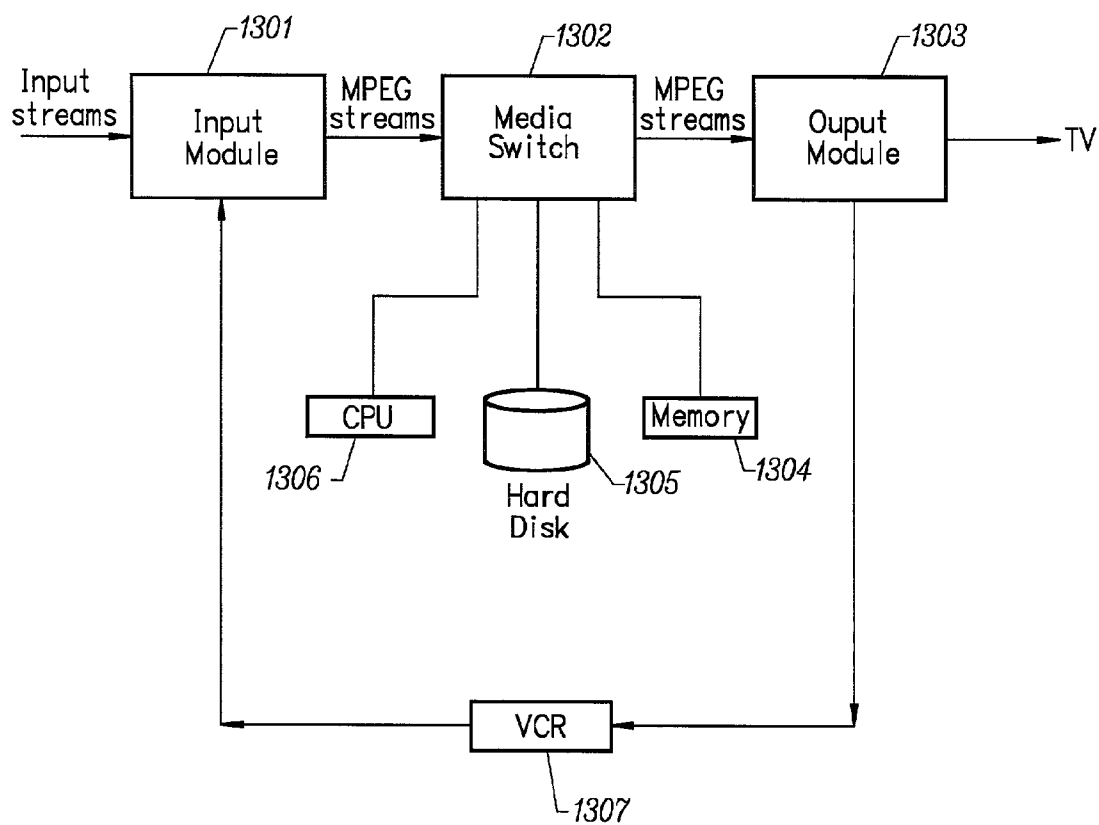 1301
1302
1303
Input
streams
Input
Module
MPEG
streams
Media
Switch
MPEG
streams
Ouput
Module
TV
CPU
1306
Hard
Disk
1305
Memory
1304
VCR
1307